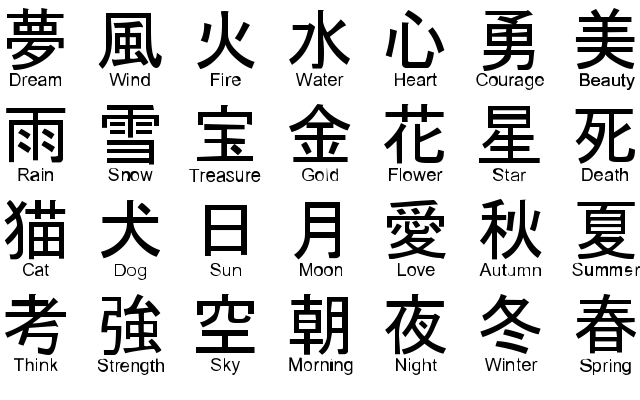 夢 風 火 水 心 勇 美
Dream Wind Fire Water Heart Courage Beauty
雨 雪 宝 金 花 星 死
Rain Snow Treasure Gold Flower Star Death
猫 犬 日 月 愛 秋 夏
Cat Dog Sun Moon Love Autumn Summer
考 強 空 朝 夜 冬 春
Think Strength Sky Morning Night Winter Spring